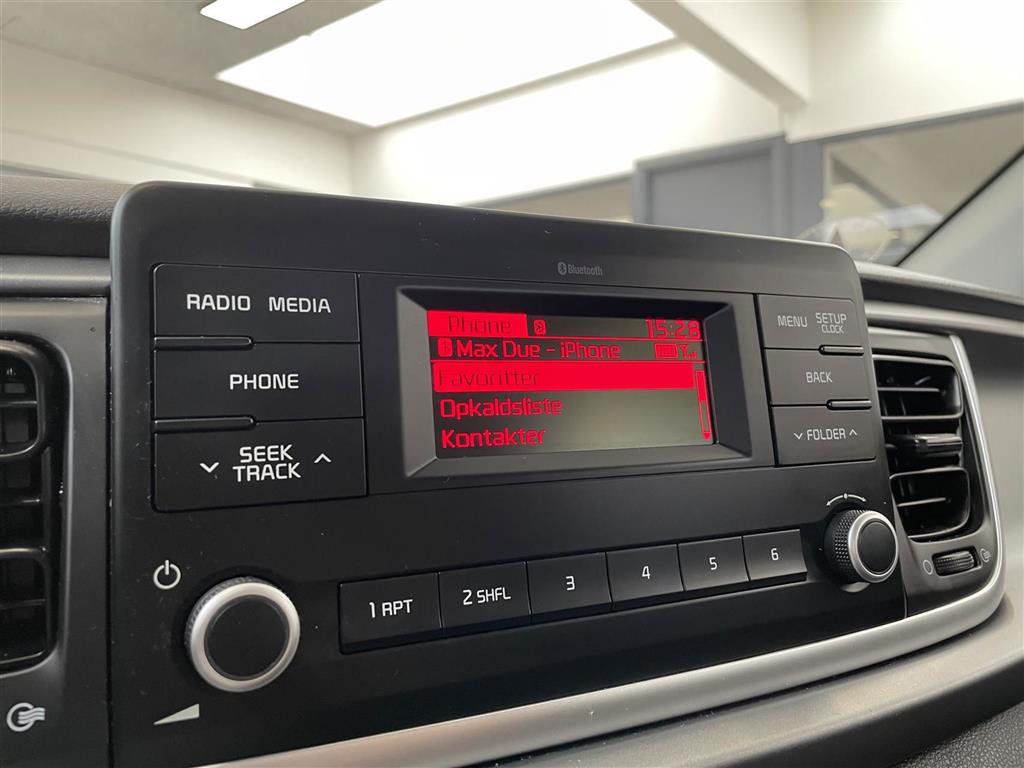 Bluetooth
RADIO MEDIA
PHONE
SEEK
TRACK
Phone 15:28
Max Due - iPhone
Favoritter
Opkaldsliste
Kontakter
MENU SETUP
CLOCK
BACK
FOLDER
1 RPT
2 SHFL
3
4
5
6